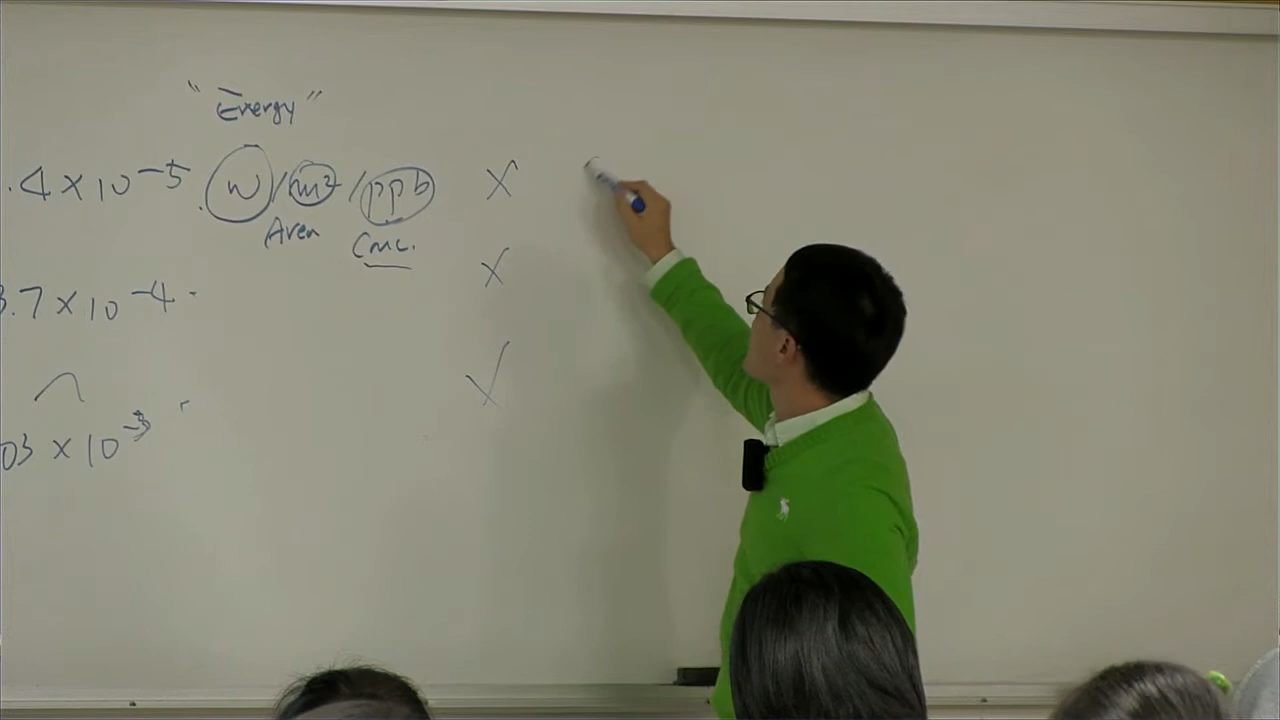 "Energy"
.4 × 10⁻⁵ W/m²/ppb ×
Area Conc.
×
3.7 × 10⁻⁴
✓
03 × 10⁻³